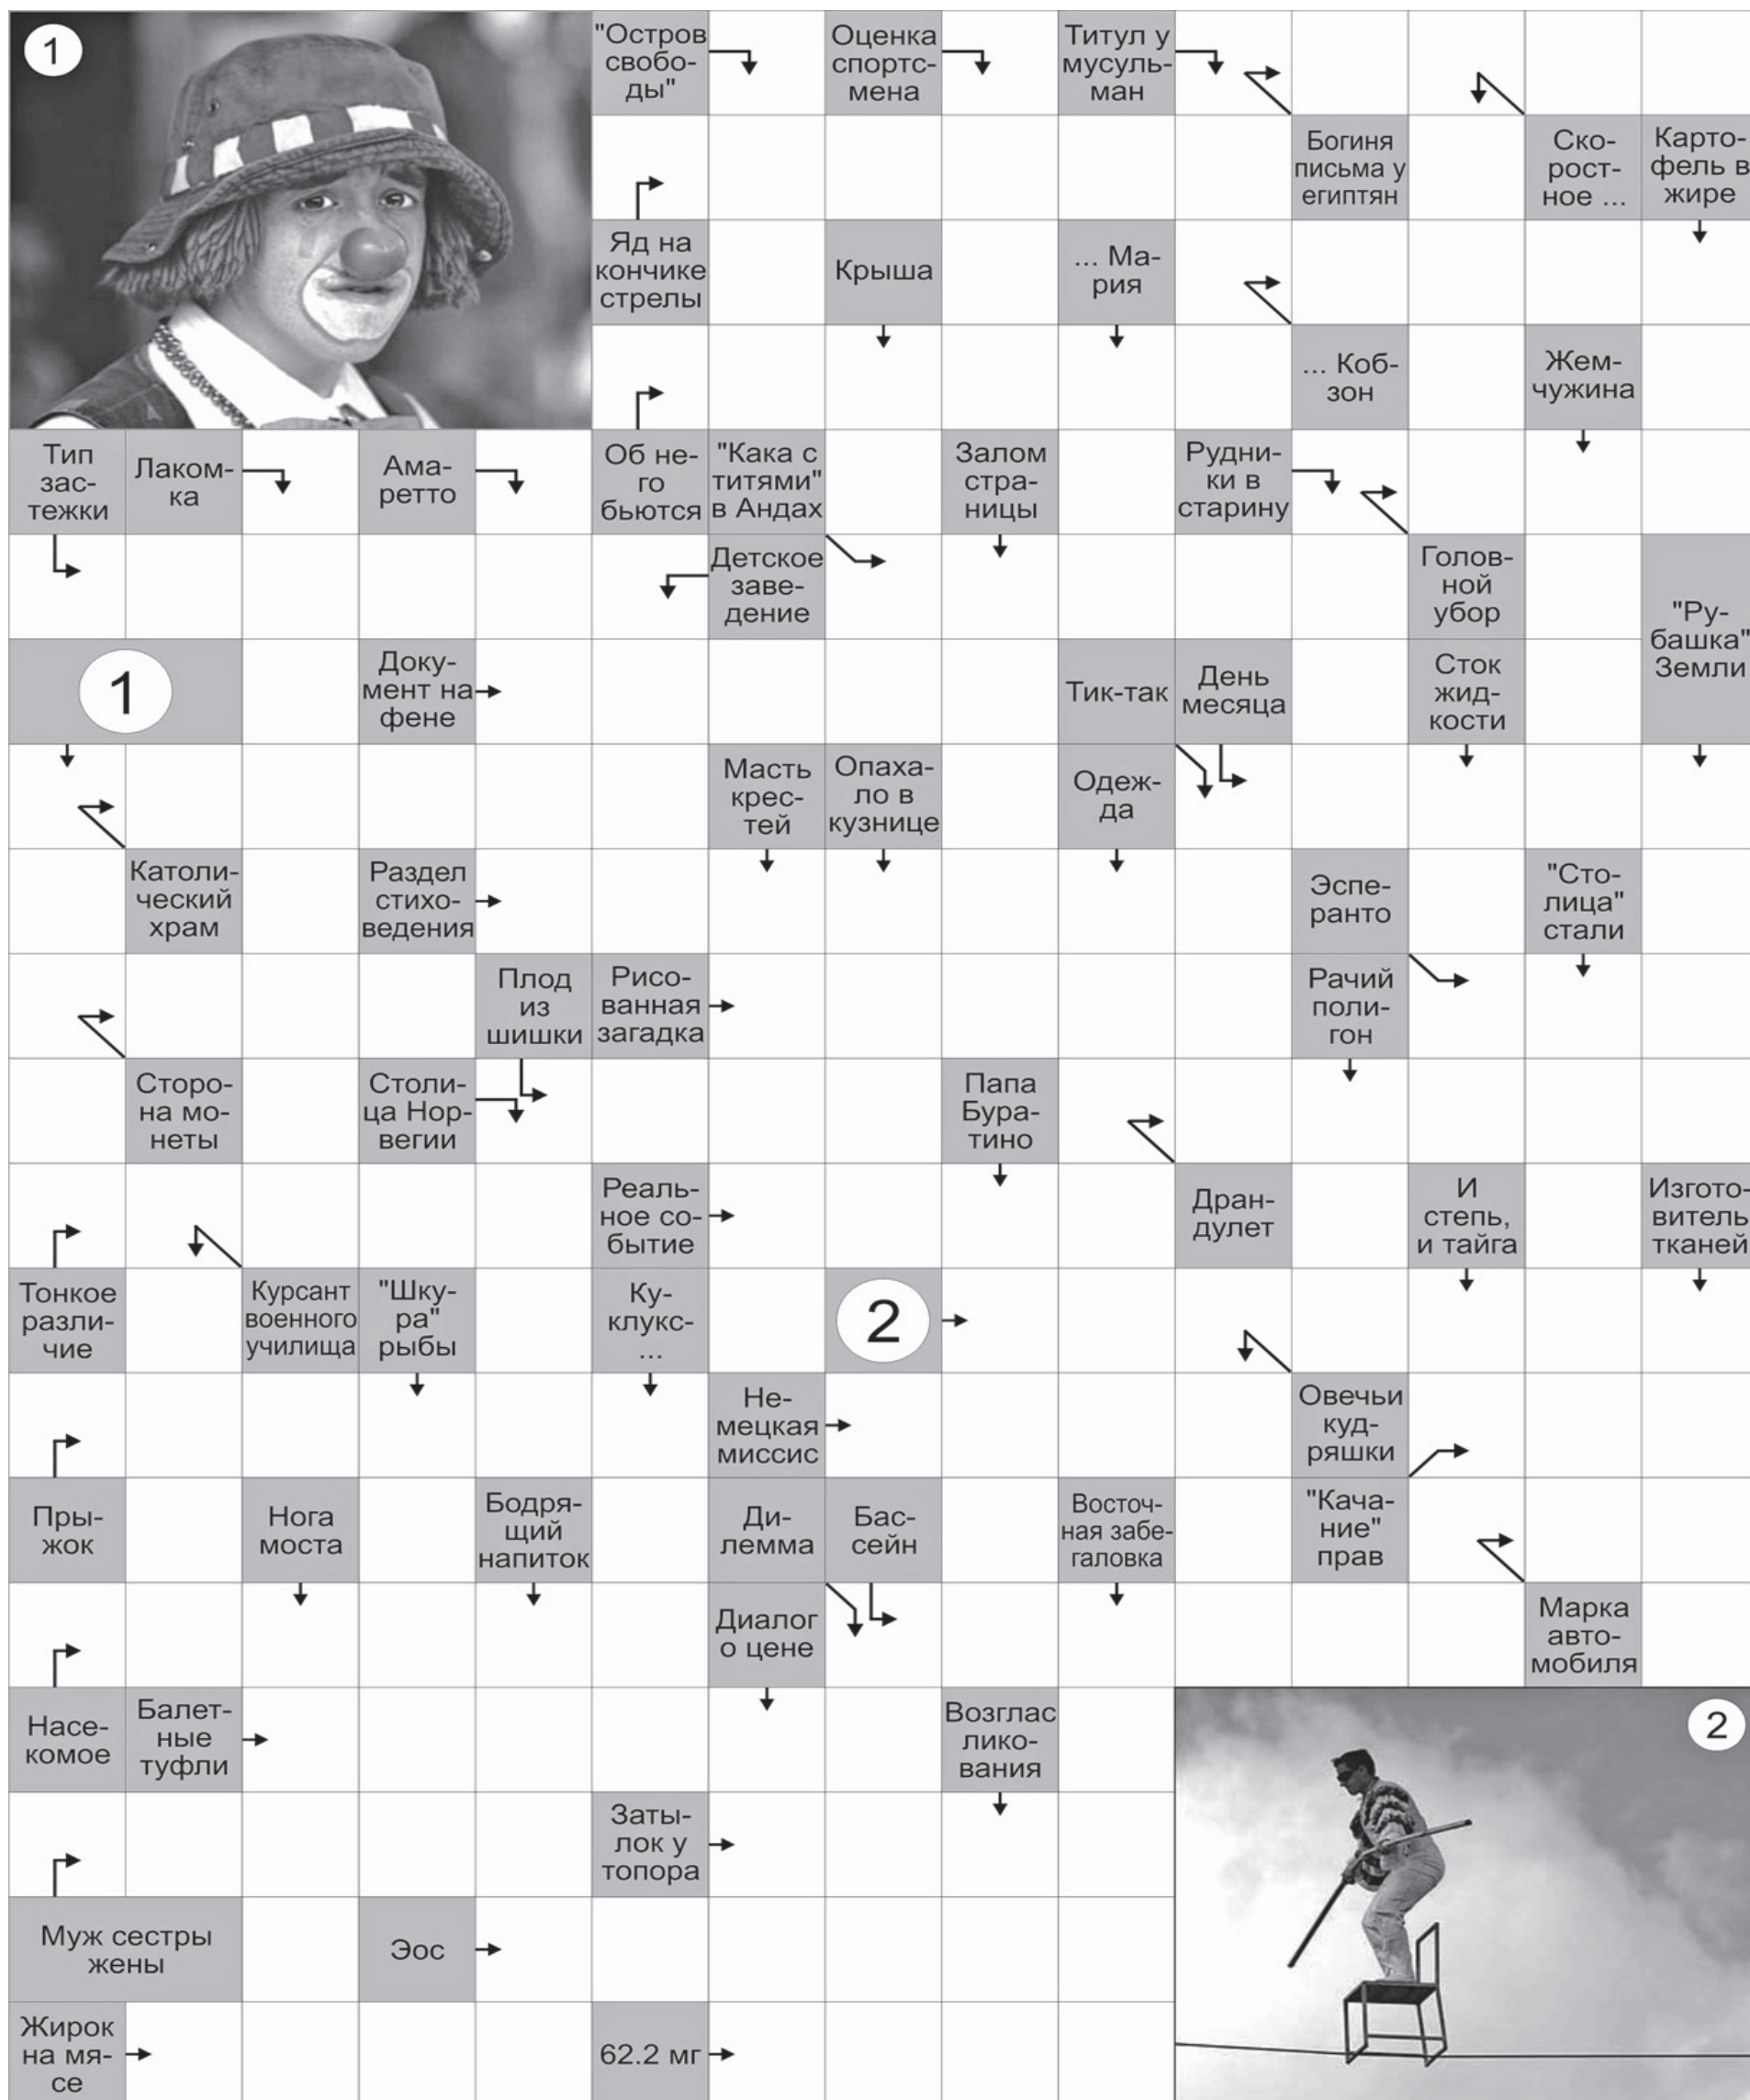 1
"Остров
свобо-
ды"
Оценка
спортс-
мена
Титул у
мусуль-
ман
Богиня
письма у
египтян
Ско-
рост-
ное ...
Карто-
фель в
жире
Яд на
кончике
стрелы
Крыша
... Ма-
рия
... Коб-
зон
Жем-
чужина
Тип
зас-
тежки
Лаком-
ка
Ама-
ретто
Об не-
го
бьются
"Кака с
титями"
в Андах
Залом
стра-
ницы
Рудни-
ки в
старину
Детское
заве-
дение
Голов-
ной
убор
"Ру-
башка"
Земли
1
Доку-
мент на
фене
Тик-так
День
месяца
Сток
жид-
кости
Масть
крес-
тей
Опаха-
ло в
кузнице
Одеж-
да
Католи-
ческий
храм
Раздел
стихо-
ведения
Эспе-
ранто
"Сто-
лица"
стали
Плод
из
шишки
Рисо-
ванная
загадка
Рачий
поли-
гон
Сторо-
на мо-
неты
Столи-
ца Нор-
вегии
Папа
Бура-
тино
Реаль-
ное со-
бытие
Дран-
дулет
И
степь,
и тайга
Изгото-
витель
тканей
Тонкое
разли-
чие
Курсант
военного
училища
"Шку-
ра"
рыбы
Ку-
клукс-
...
2
Не-
мецкая
миссис
Овечьи
куд-
ряшки
Пры-
жок
Нога
моста
Бодря-
щий
напиток
Ди-
лемма
Бас-
сейн
Восточ-
ная забе-
галовка
"Кача-
ние"
прав
Диалог
о цене
Марка
авто-
мобиля
Насе-
комое
Балет-
ные
туфли
Возглас
лико-
вания
2
Заты-
лок у
топора
Муж сестры
жены
Эос
Жирок
на мя-
се
62.2 мг